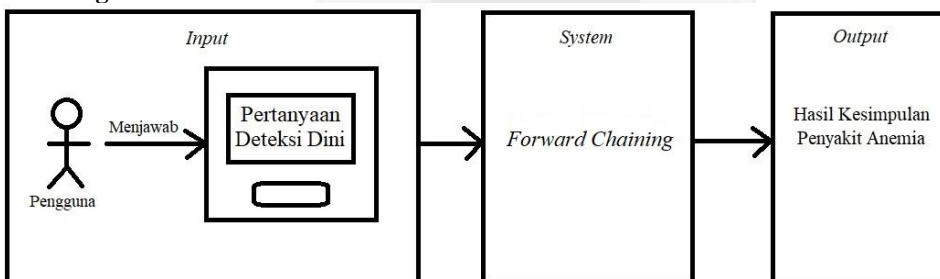 Input
System
Output
Menjawab
Pertanyaan
Deteksi Dini
Forward Chaining
Hasil Kesimpulan
Penyakit Anemia
Pengguna